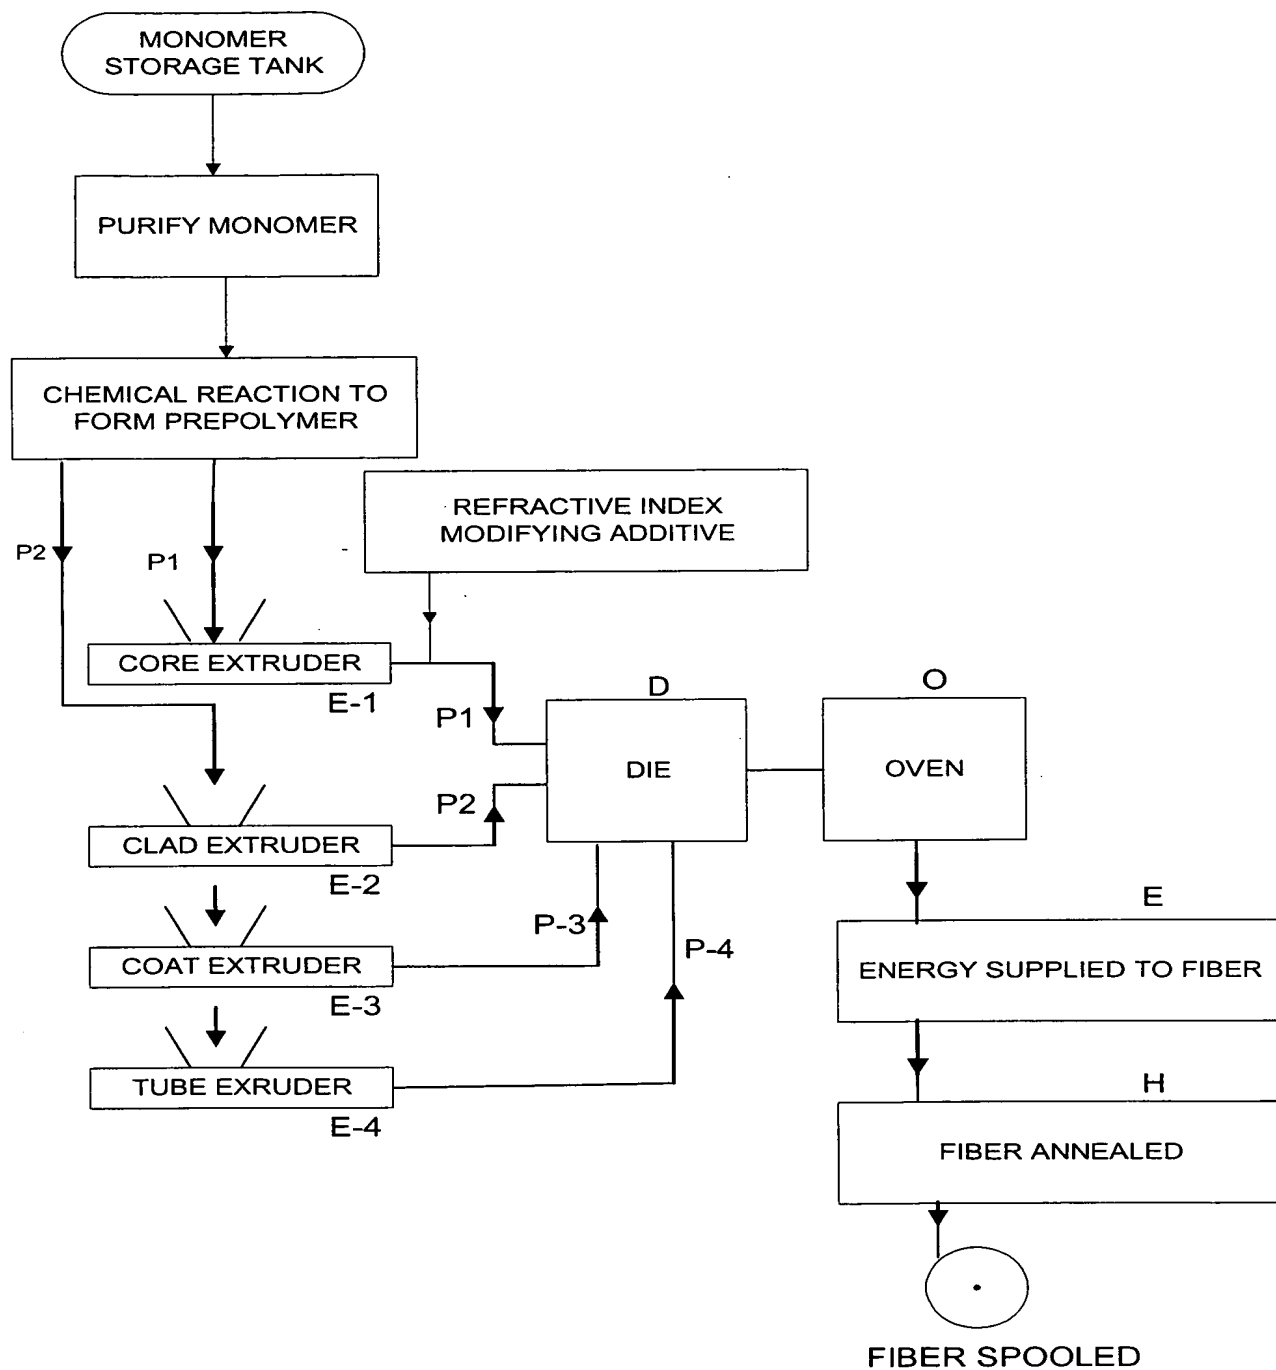 MONOMER
STORAGE TANK
PURIFY MONOMER
CHEMICAL REACTION TO
FORM PREPOLYMER
P2
P1
REFRACTIVE INDEX
MODIFYING ADDITIVE
CORE EXTRUDER
E-1
P1
D
DIE
O
OVEN
P2
CLAD EXTRUDER
E-2
P-3
P-4
COAT EXTRUDER
E-3
TUBE EXRUDER
E-4
E
ENERGY SUPPLIED TO FIBER
H
FIBER ANNEALED
FIBER SPOOLED